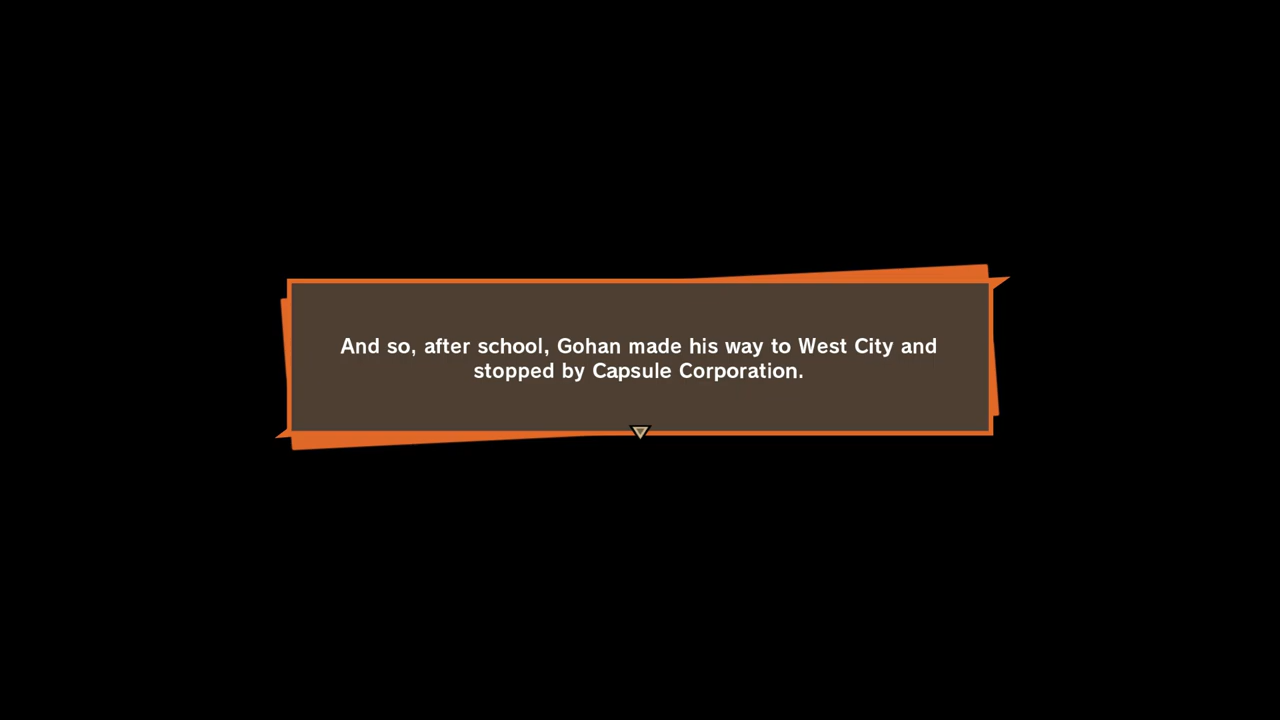 And so, after school, Gohan made his way to West City and
stopped by Capsule Corporation.